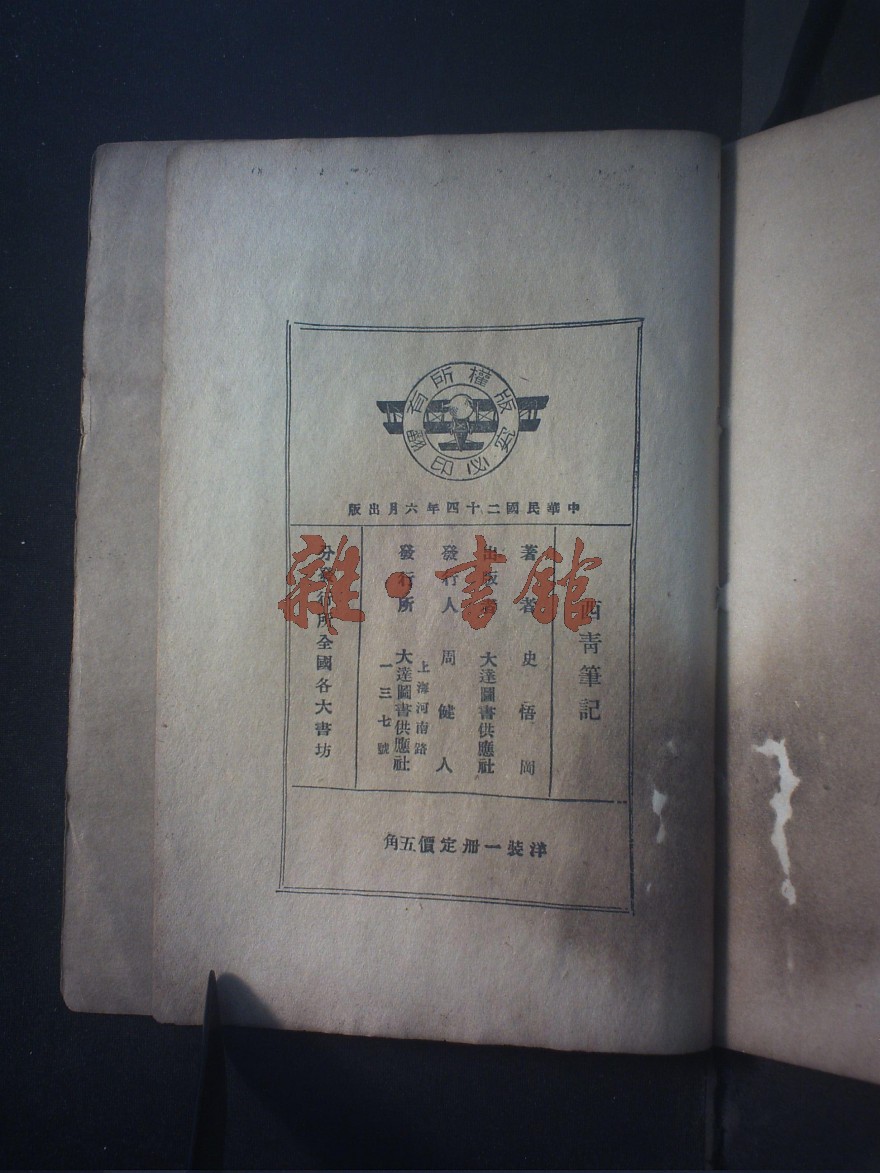 版權所有
翻印必究
中華民國二十四年六月出版
西青筆記
著者 史悟岡
出版者 大達圖書供應社
發行人 周健人
發行所 大達圖書供應社
上海河南路
一三七號
分發行所全國各大書坊
洋裝一冊定價五角
雜·書館